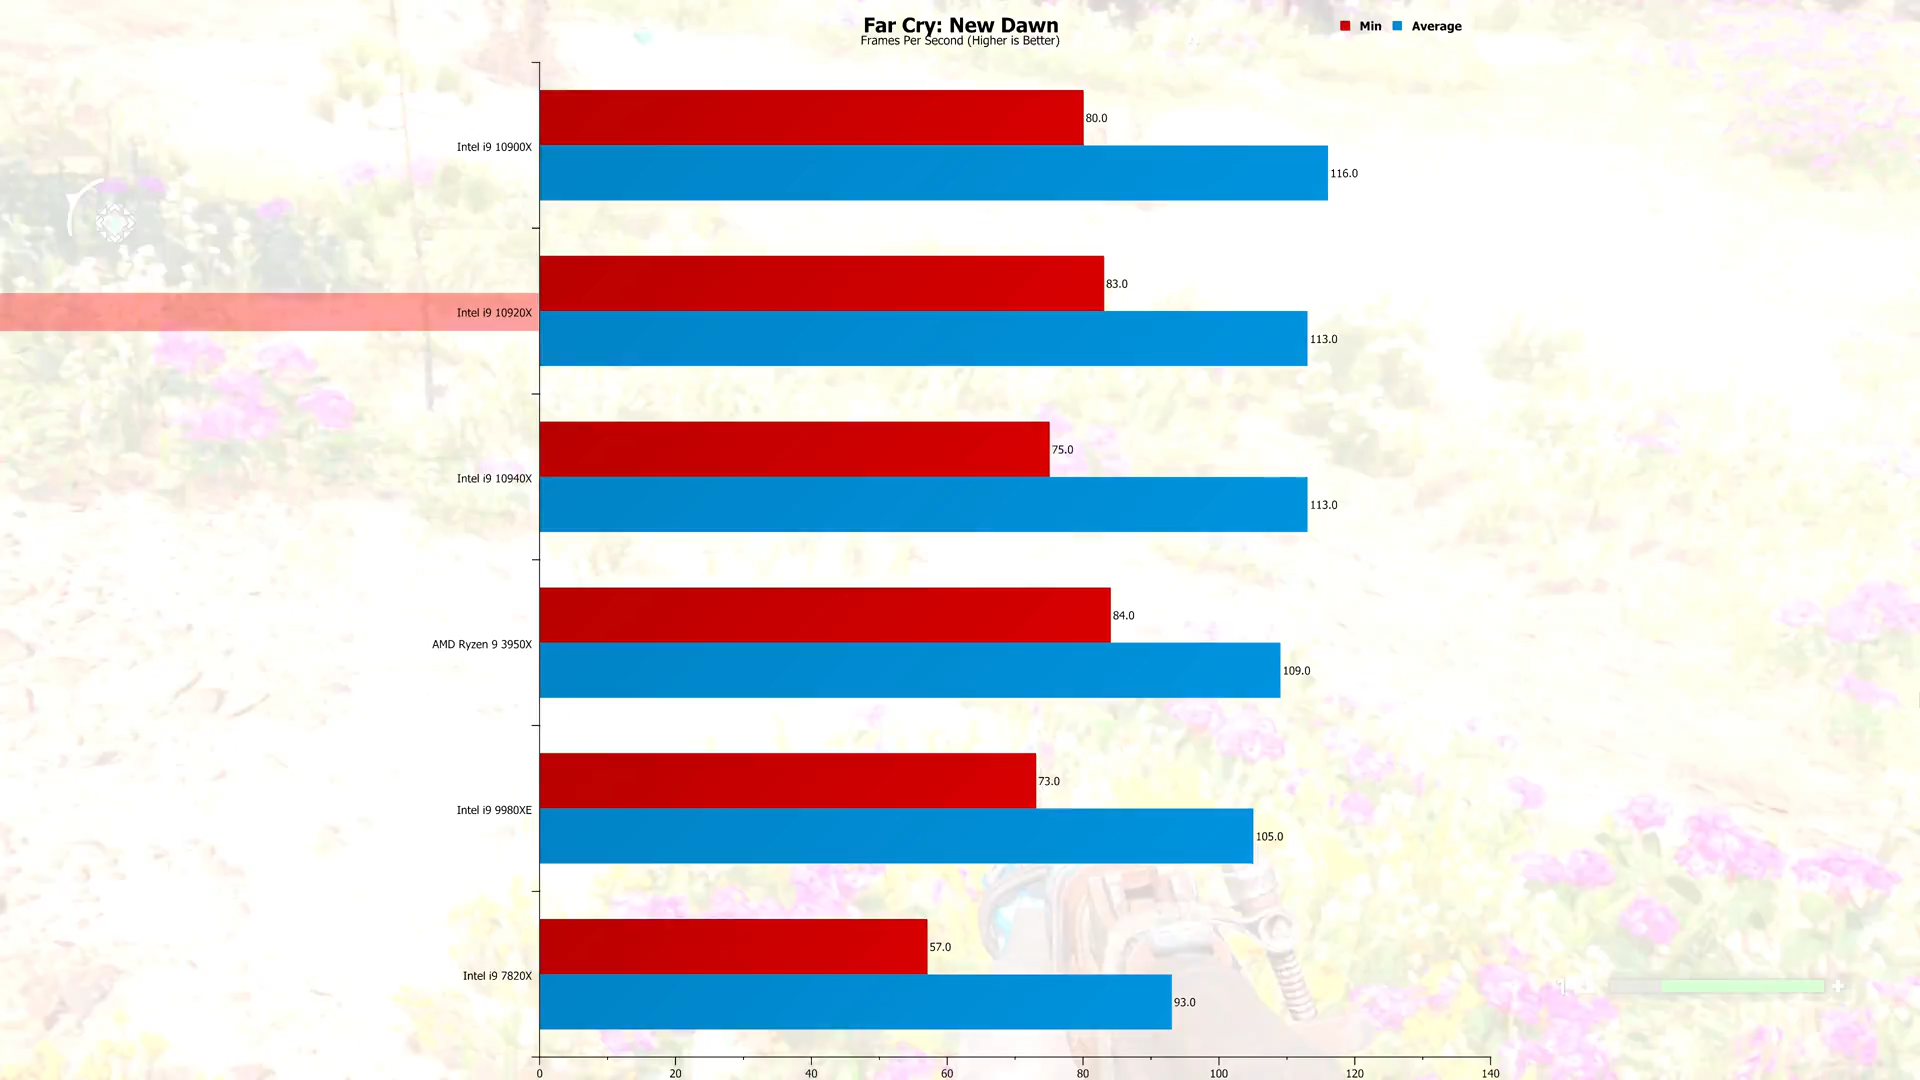 Far Cry: New Dawn
Frames Per Second (Higher is Better)
Min Average
Intel i9 10900X
80.0
116.0
Intel i9 10920X
83.0
113.0
Intel i9 10940X
75.0
113.0
AMD Ryzen 9 3950X
84.0
109.0
Intel i9 9980XE
73.0
105.0
Intel i9 7820X
57.0
93.0
0 20 40 60 80 100 120 140